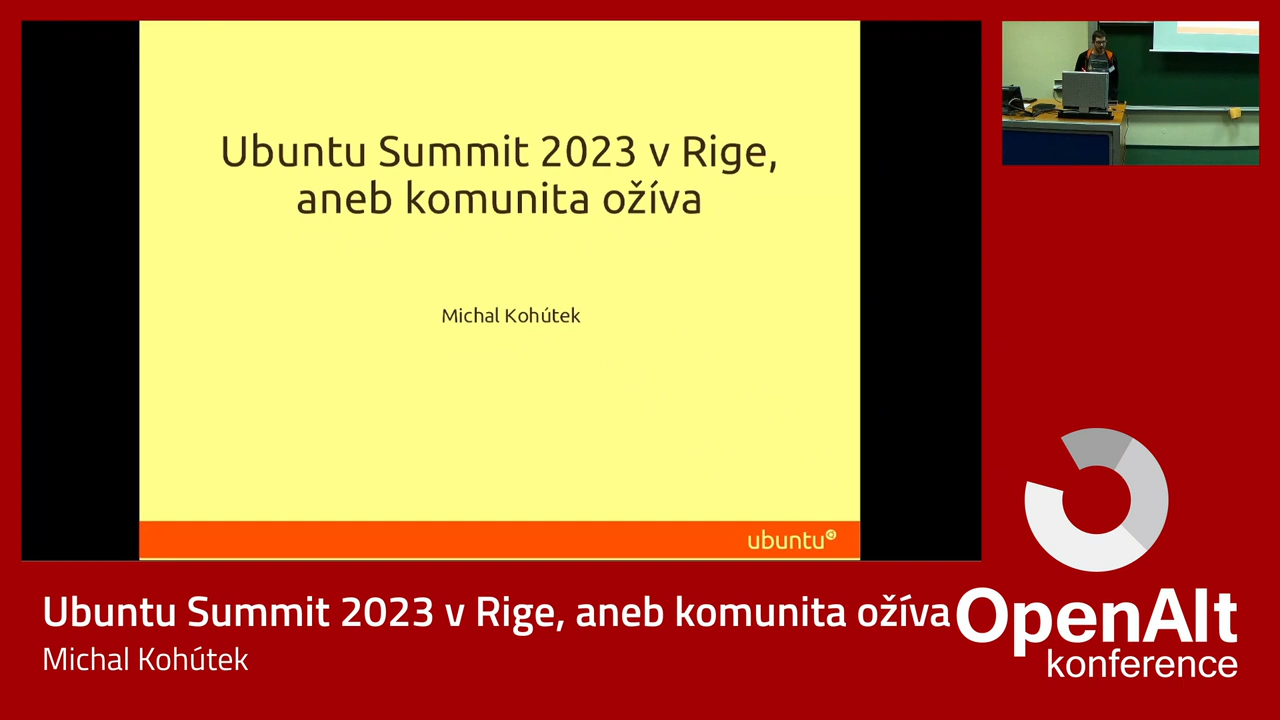 Ubuntu Summit 2023 v Rige,
aneb komunita ožíva
Michal Kohútek
ubuntu
Ubuntu Summit 2023 v Rige, aneb komunita ožíva
Michal Kohútek
OpenAlt
konference